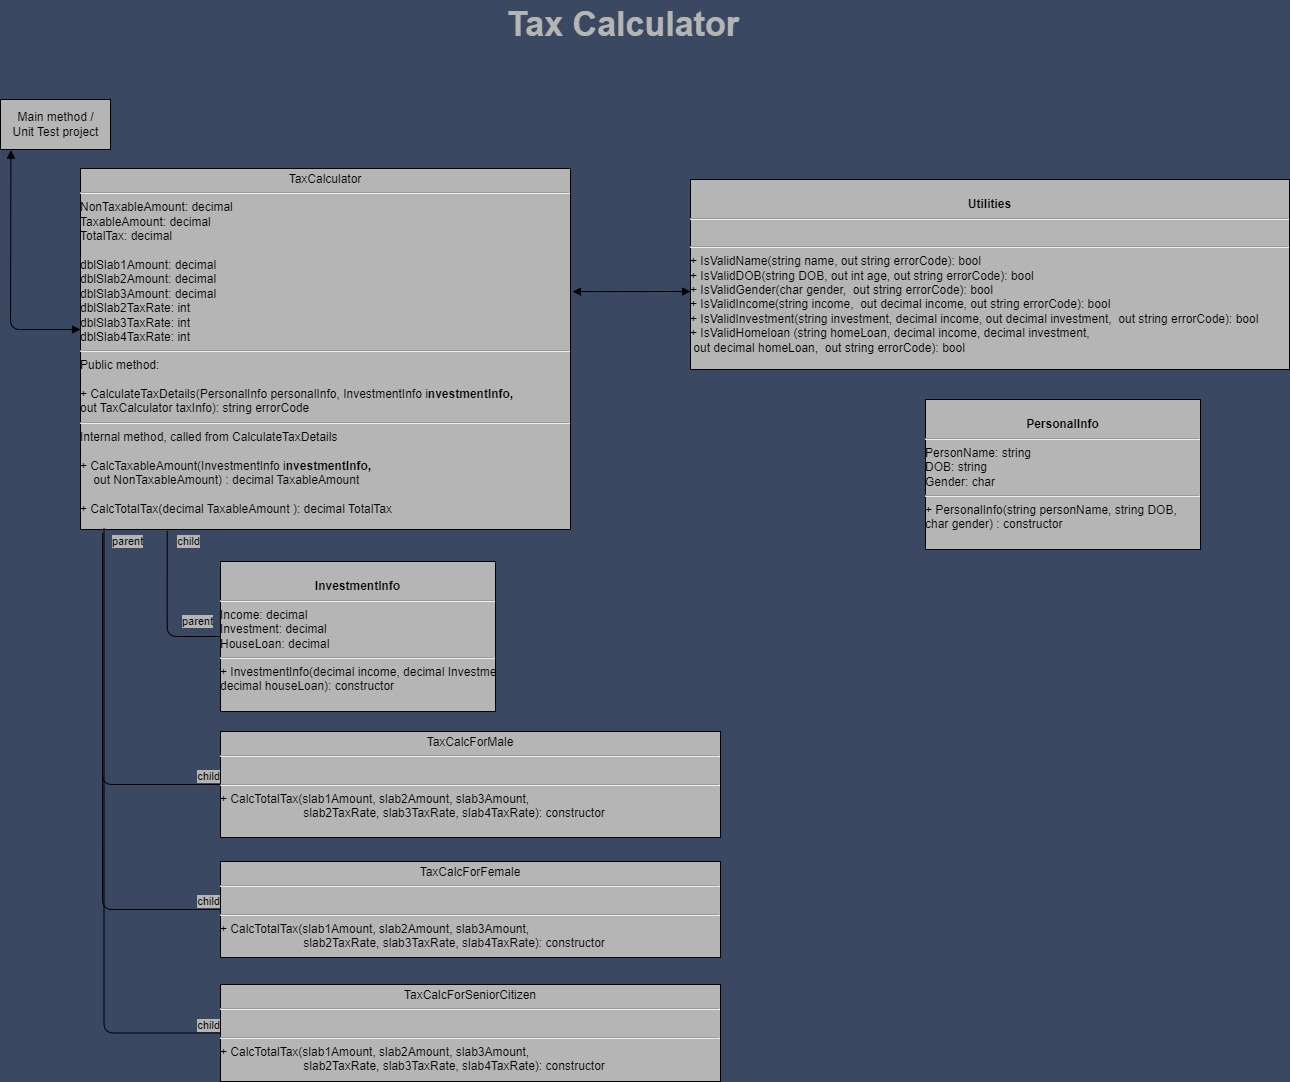 Tax Calculator
Main method /
Unit Test project
TaxCalculator
NonTaxableAmount: decimal
TaxableAmount: decimal
TotalTax: decimal
dblSlab1Amount: decimal
dblSlab2Amount: decimal
dblSlab3Amount: decimal
dblSlab2TaxRate: int
dblSlab3TaxRate: int
dblSlab4TaxRate: int
Public method:
+ CalculateTaxDetails(PersonalInfo personalInfo, InvestmentInfo investmentInfo,
out TaxCalculator taxInfo): string errorCode
Internal method, called from CalculateTaxDetails
+ CalcTaxableAmount(InvestmentInfo investmentInfo,
out NonTaxableAmount) : decimal TaxableAmount
+ CalcTotalTax(decimal TaxableAmount ): decimal TotalTax
Utilities
+ IsValidName(string name, out string errorCode): bool
+ IsValidDOB(string DOB, out int age, out string errorCode): bool
+ IsValidGender(char gender, out string errorCode): bool
+ IsValidIncome(string income, out decimal income, out string errorCode): bool
+ IsValidInvestment(string investment, decimal income, out decimal investment, out string errorCode): bool
+ IsValidHomeloan (string homeLoan, decimal income, decimal investment,
out decimal homeLoan, out string errorCode): bool
PersonalInfo
PersonName: string
DOB: string
Gender: char
+ PersonalInfo(string personName, string DOB,
char gender) : constructor
parent
child
InvestmentInfo
parent
Income: decimal
Investment: decimal
HouseLoan: decimal
+ InvestmentInfo(decimal income, decimal Investme
decimal houseLoan): constructor
TaxCalcForMale
child
+ CalcTotalTax(slab1Amount, slab2Amount, slab3Amount,
slab2TaxRate, slab3TaxRate, slab4TaxRate): constructor
TaxCalcForFemale
child
+ CalcTotalTax(slab1Amount, slab2Amount, slab3Amount,
slab2TaxRate, slab3TaxRate, slab4TaxRate): constructor
TaxCalcForSeniorCitizen
child
+ CalcTotalTax(slab1Amount, slab2Amount, slab3Amount,
slab2TaxRate, slab3TaxRate, slab4TaxRate): constructor